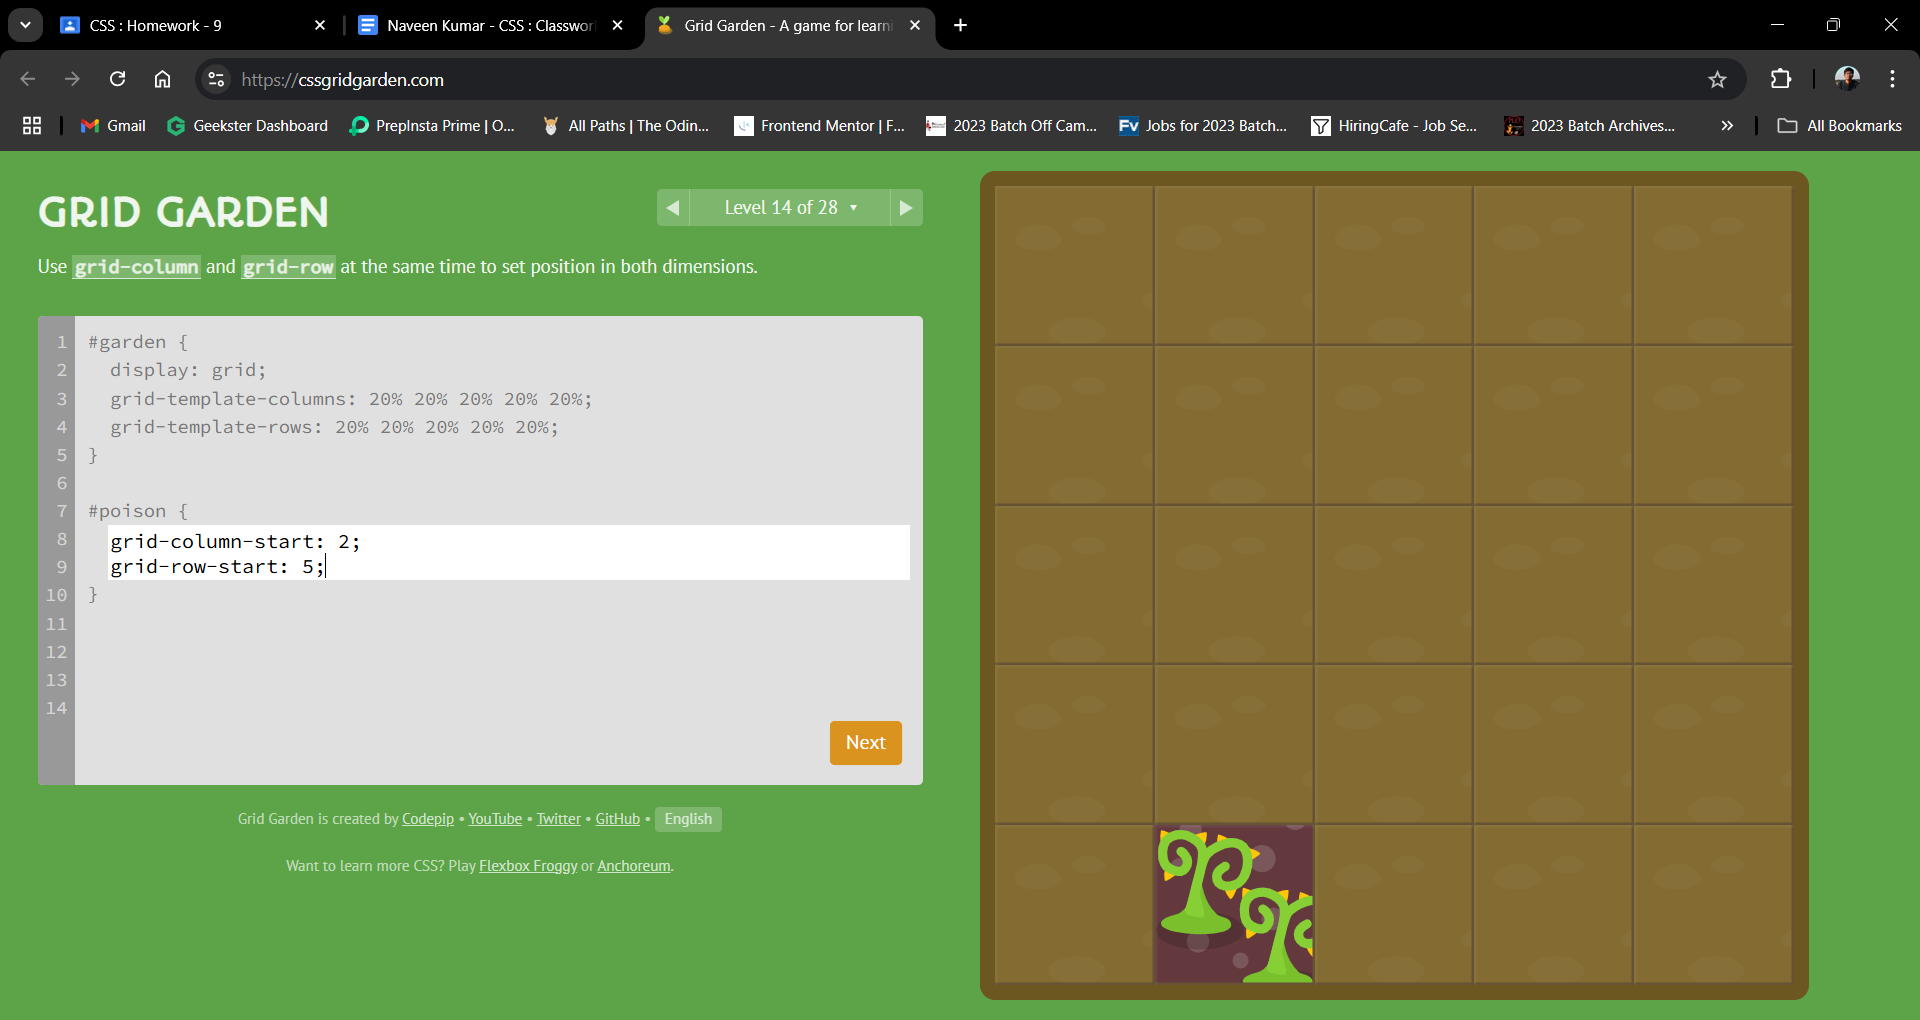 CSS : Homework - 9
Naveen Kumar - CSS : Classwor
Grid Garden - A game for learni
https://cssgridgarden.com
Gmail
Geekster Dashboard
PrepInsta Prime | O...
All Paths | The Odin...
Frontend Mentor | F...
2023 Batch Off Cam...
Fv
Jobs for 2023 Batch...
HiringCafe - Job Se...
2023 Batch Archives...
All Bookmarks
GRID GARDEN
Level 14 of 28
Use grid-column and grid-row at the same time to set position in both dimensions.
1 #garden {
2 display: grid;
3 grid-template-columns: 20% 20% 20% 20% 20%;
4 grid-template-rows: 20% 20% 20% 20% 20%;
5 }
6
7 #poison {
8 grid-column-start: 2;
9 grid-row-start: 5;
10 }
11
12
13
14
Next
Grid Garden is created by Codepip • YouTube • Twitter • GitHub • English
Want to learn more CSS? Play Flexbox Froggy or Anchoreum.